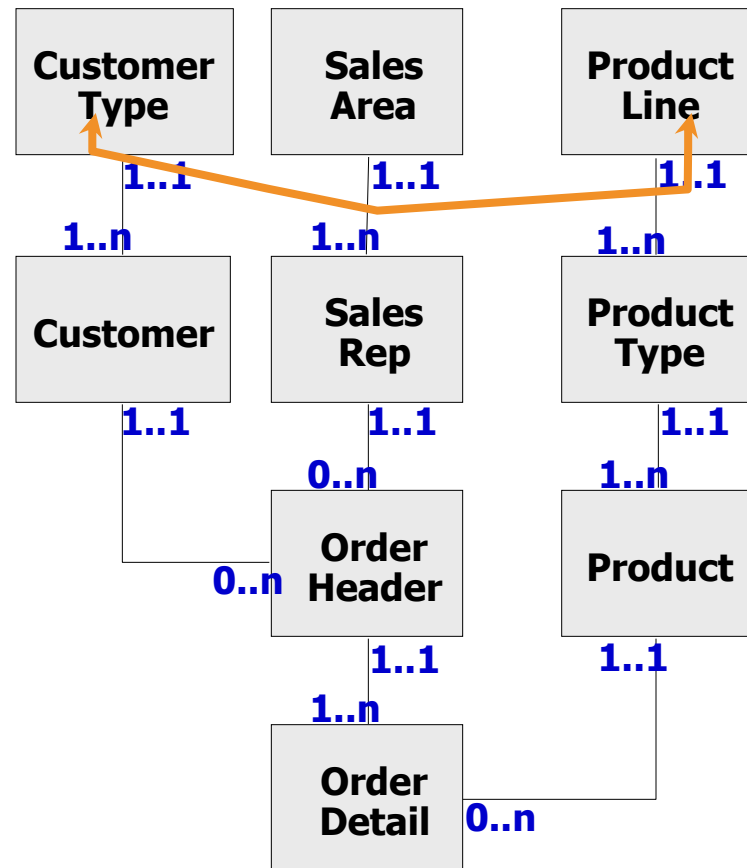 Customer
Type
Sales
Area
Product
Line
1..1
1..1
1..1
1..n
1..n
1..n
Customer
Sales
Rep
Product
Type
1..1
1..1
1..1
0..n
1..n
Order
Header
Product
0..n
1..1
1..1
1..n
Order
Detail
0..n